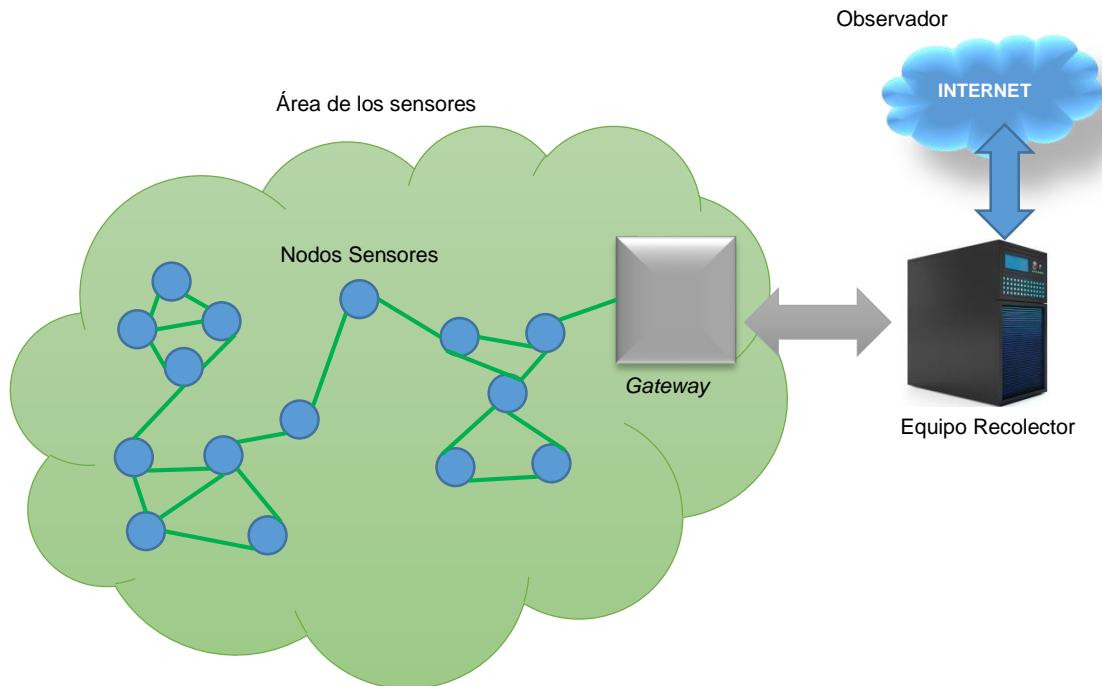 Observador
INTERNET
Área de los sensores
Nodos Sensores
Gateway
Equipo Recolector